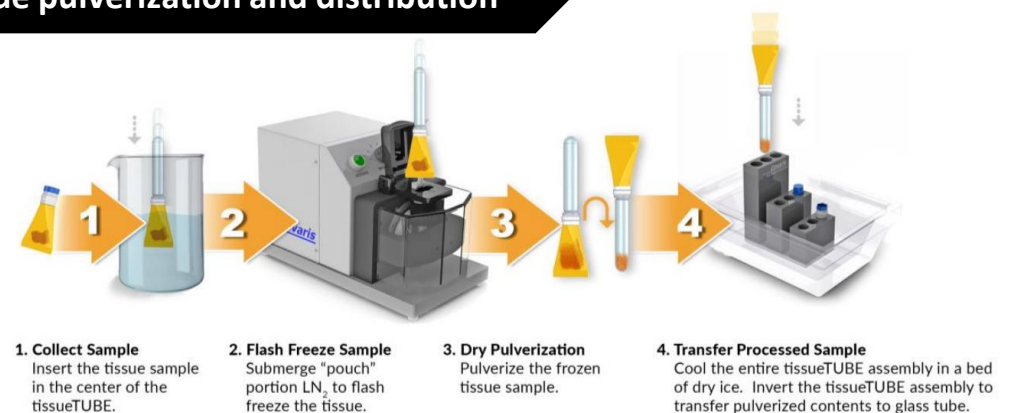 pulverization and distribution
1
2
3
4
varis
1. Collect Sample
Insert the tissue sample
in the center of the
tissueTUBE.
2. Flash Freeze Sample
Submerge “pouch”
portion LN₂ to flash
freeze the tissue.
3. Dry Pulverization
Pulverize the frozen
tissue sample.
4. Transfer Processed Sample
Cool the entire tissueTUBE assembly in a bed
of dry ice. Invert the tissueTUBE assembly to
transfer pulverized contents to glass tube.